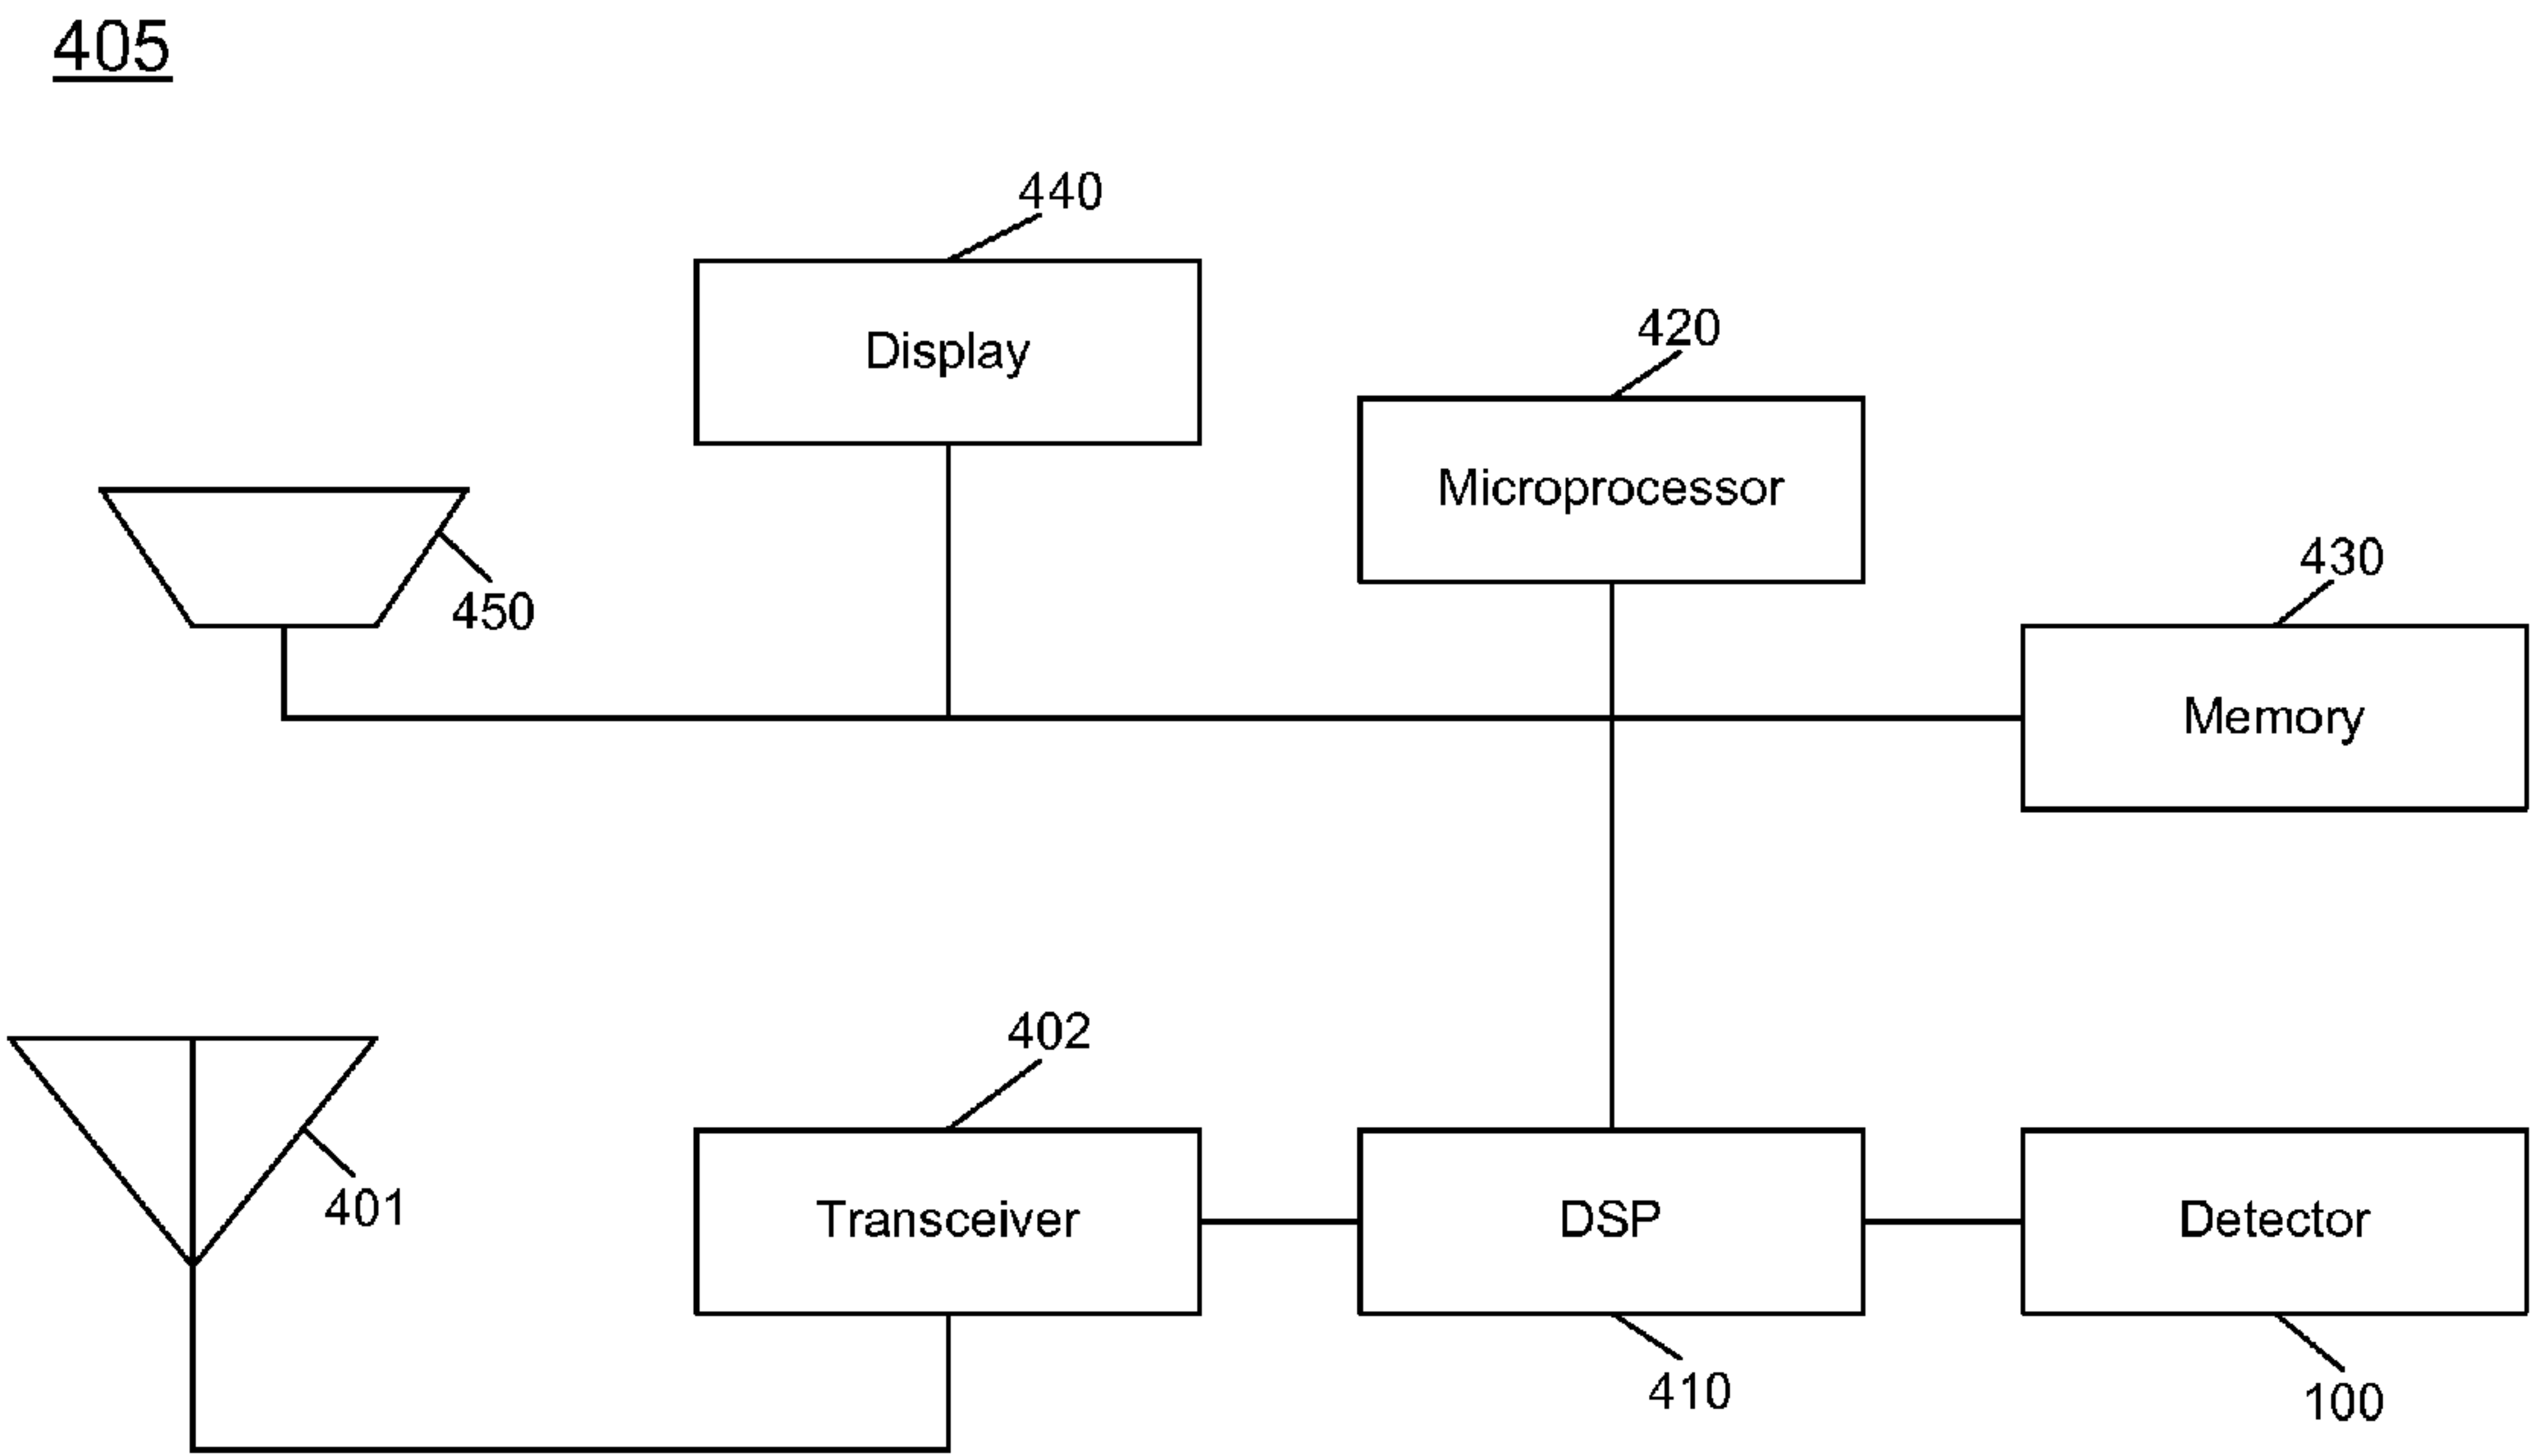 405
440
Display
420
Microprocessor
450
430
Memory
402
401
Transceiver
DSP
Detector
410
100